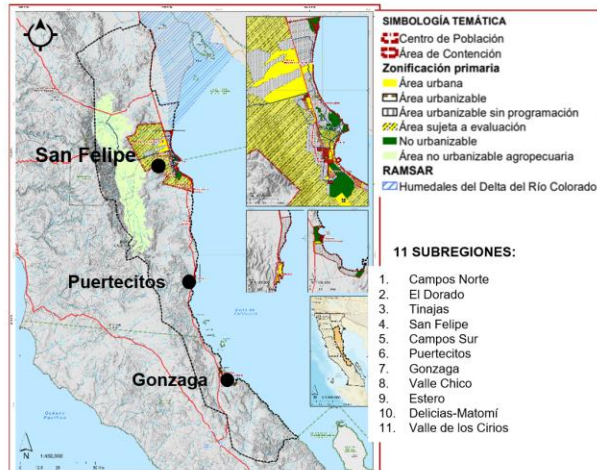 San Felipe
Puertecitos
Gonzaga
N
SIMBOLOGÍA TEMÁTICA
Centro de Población
Área de Contención
Zonificación primaria
Área urbana
Área urbanizable
Área urbanizable sin programación
Área sujeta a evaluación
No urbanizable
Área no urbanizable agropecuaria
RAMSAR
Humedales del Delta del Río Colorado
11 SUBREGIONES:
1. Campos Norte
2. El Dorado
3. Tinajas
4. San Felipe
5. Campos Sur
6. Puertecitos
7. Gonzaga
8. Valle Chico
9. Estero
10. Delicias-Matomí
11. Valle de los Cirios